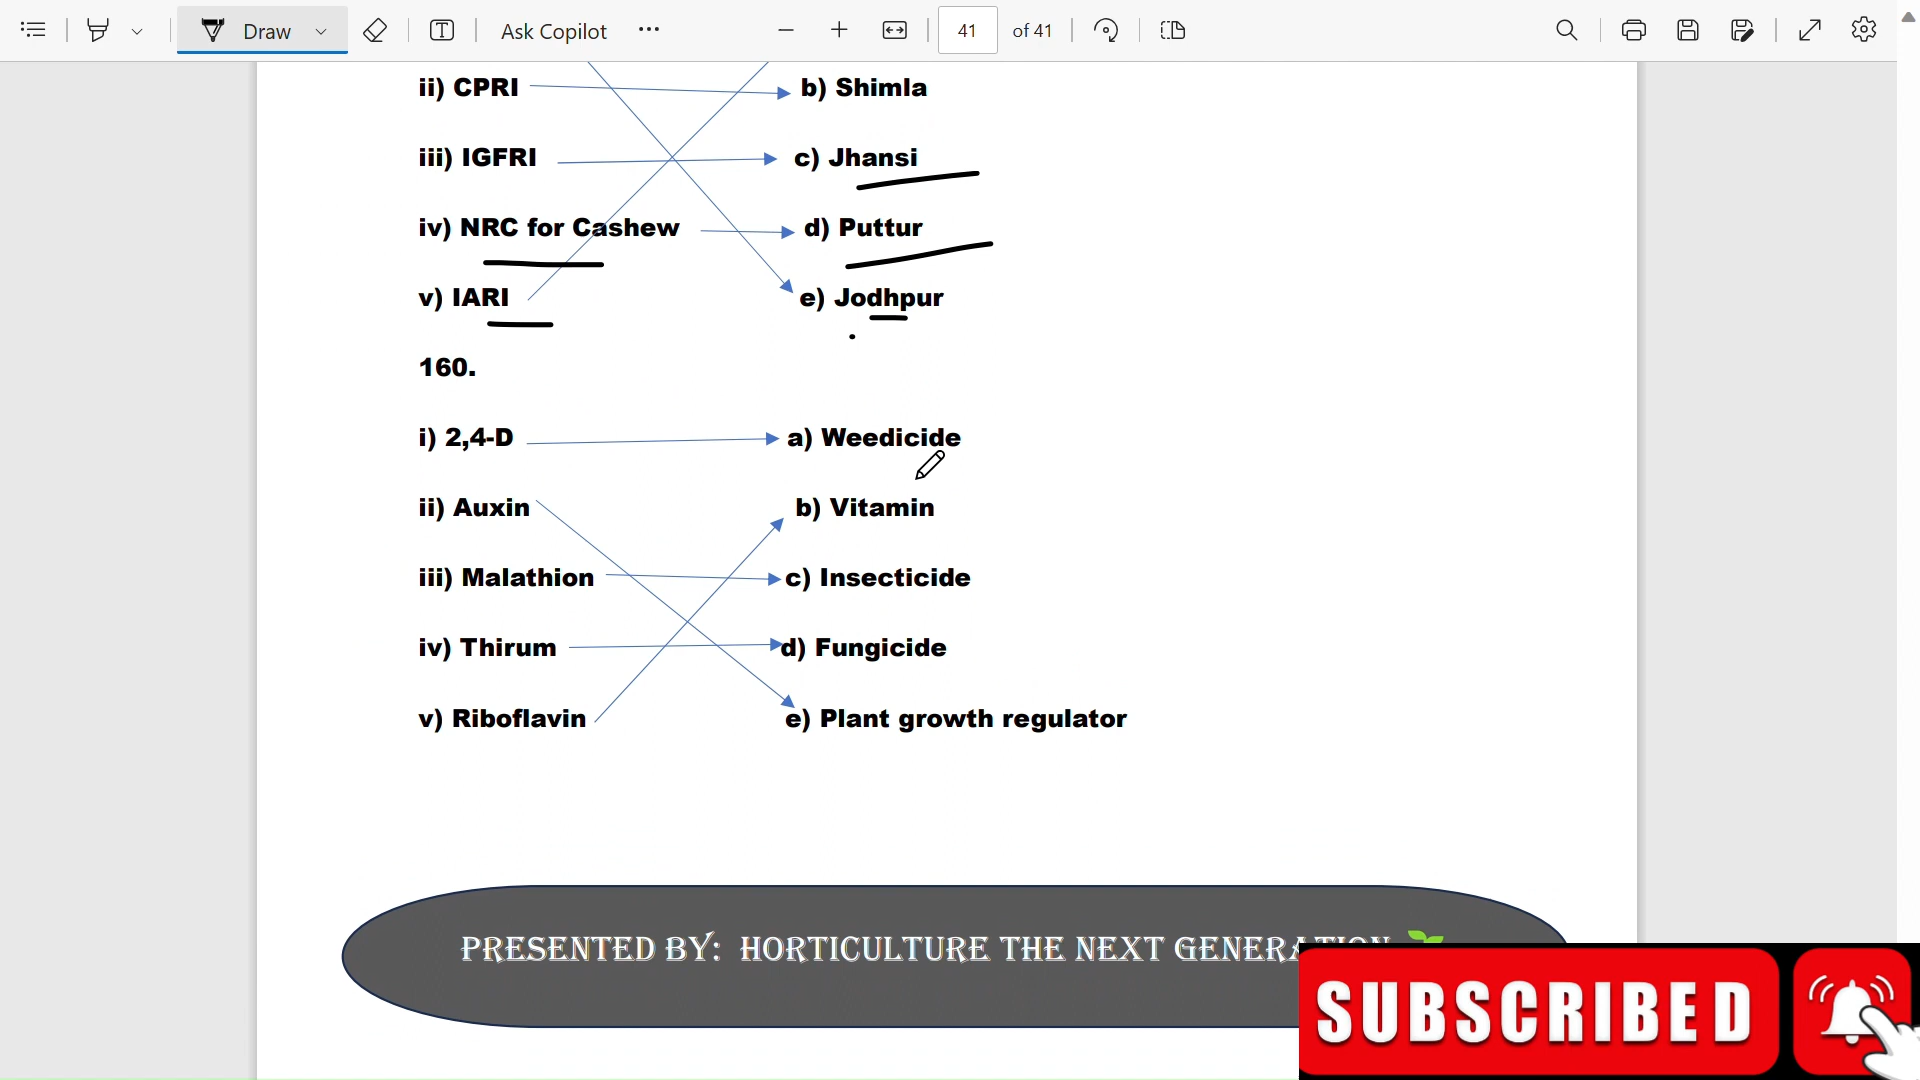 Draw
Ask Copilot
41 of 41
ii) CPRI b) Shimla
iii) IGFRI c) Jhansi
iv) NRC for Cashew d) Puttur
v) IARI e) Jodhpur
160.
i) 2,4-D a) Weedicide
ii) Auxin b) Vitamin
iii) Malathion c) Insecticide
iv) Thirum d) Fungicide
v) Riboflavin e) Plant growth regulator
PRESENTED BY: HORTICULTURE THE NEXT GENERATION
SUBSCRIBED